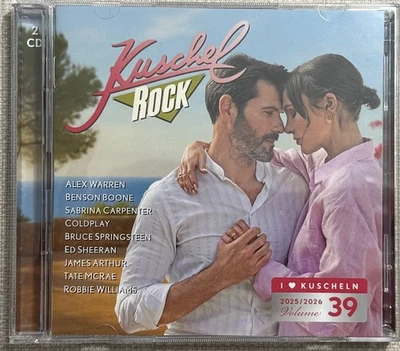 2
CD
Kuschel
ROCK
ALEX WARREN
BENSON BOONE
SABRINA CARPENTER
COLDPLAY
BRUCE SPRINGSTEEN
ED SHEERAN
JAMES ARTHUR
TATE MCRAE
ROBBIE WILLIAMS
I ♥ KUSCHELN
2025/2026
Volume 39